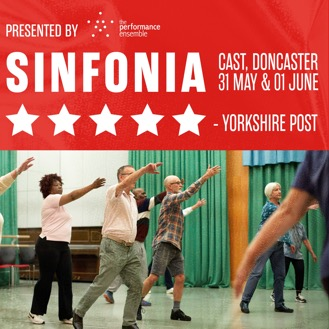 PRESENTED BY
the
performance
ensemble
SINFONIA
CAST, DONCASTER
31 MAY & 01 JUNE
- YORKSHIRE POST